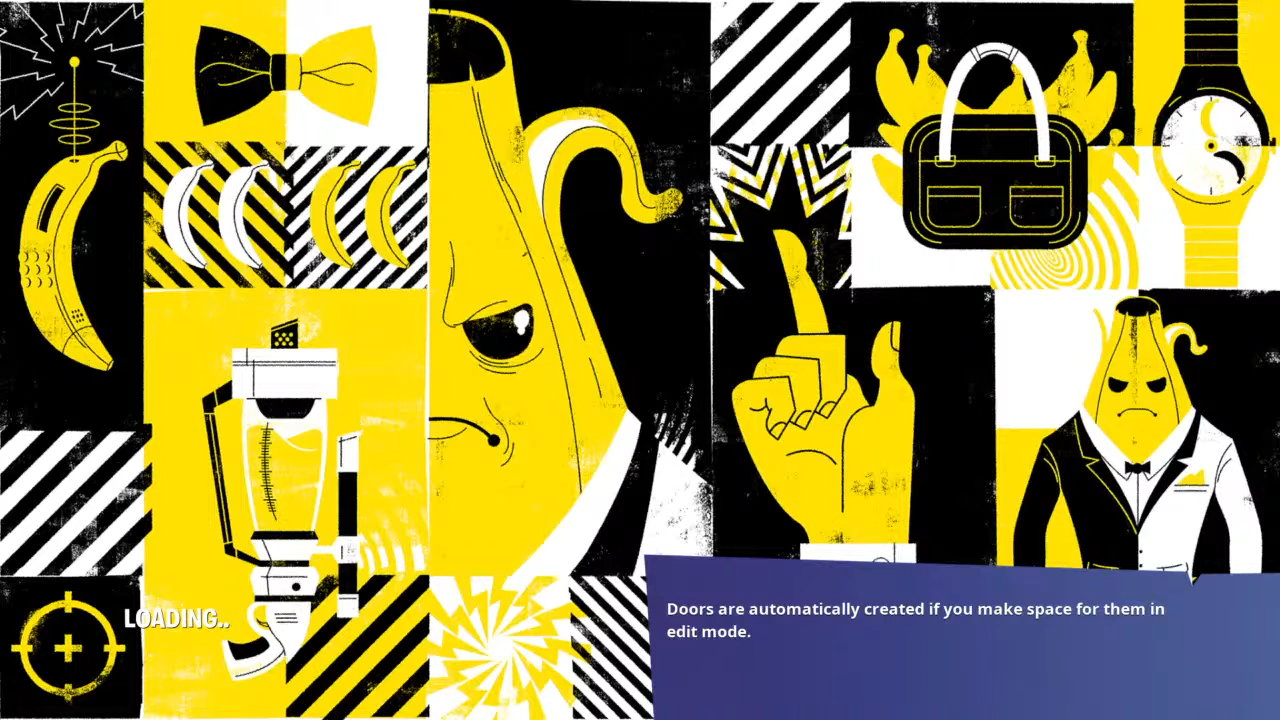 LOADING..
Doors are automatically created if you make space for them in
edit mode.